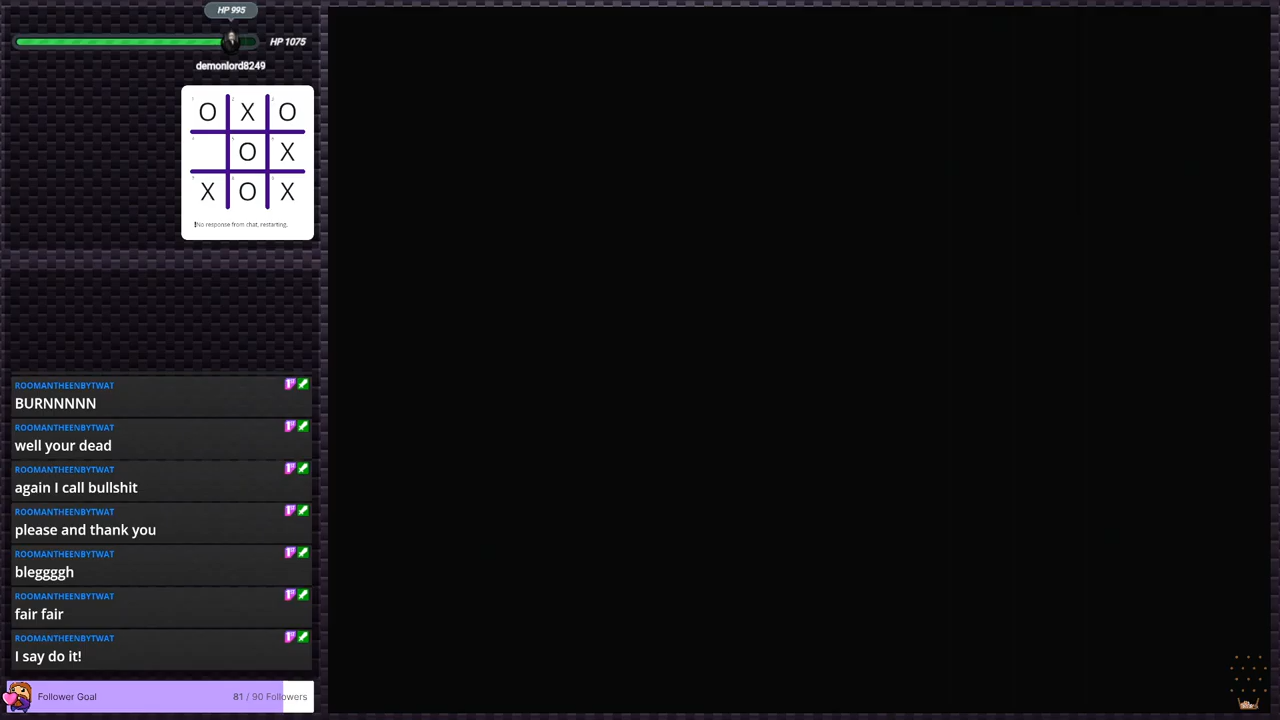 HP 995
HP 1075
demonlord8249
O X O
O X
X O X
No response from chat, restarting.
ROOMANTHEENBYTWAT
BURNNNNN
ROOMANTHEENBYTWAT
well your dead
ROOMANTHEENBYTWAT
again I call bullshit
ROOMANTHEENBYTWAT
please and thank you
ROOMANTHEENBYTWAT
bleggggh
ROOMANTHEENBYTWAT
fair fair
ROOMANTHEENBYTWAT
I say do it!
Follower Goal 81 / 90 Followers